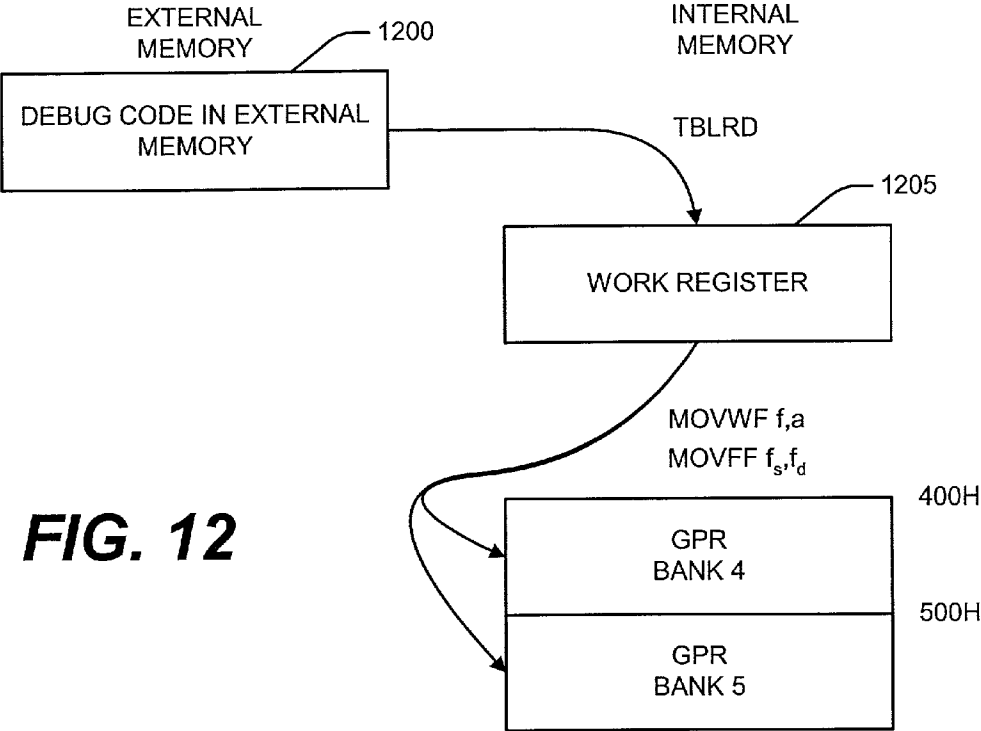 EXTERNAL
MEMORY
1200
INTERNAL
MEMORY
DEBUG CODE IN EXTERNAL
MEMORY
TBLRD
1205
WORK REGISTER
MOVWF f,a
MOVFF fs,fd
400H
GPR
BANK 4
500H
GPR
BANK 5
FIG. 12